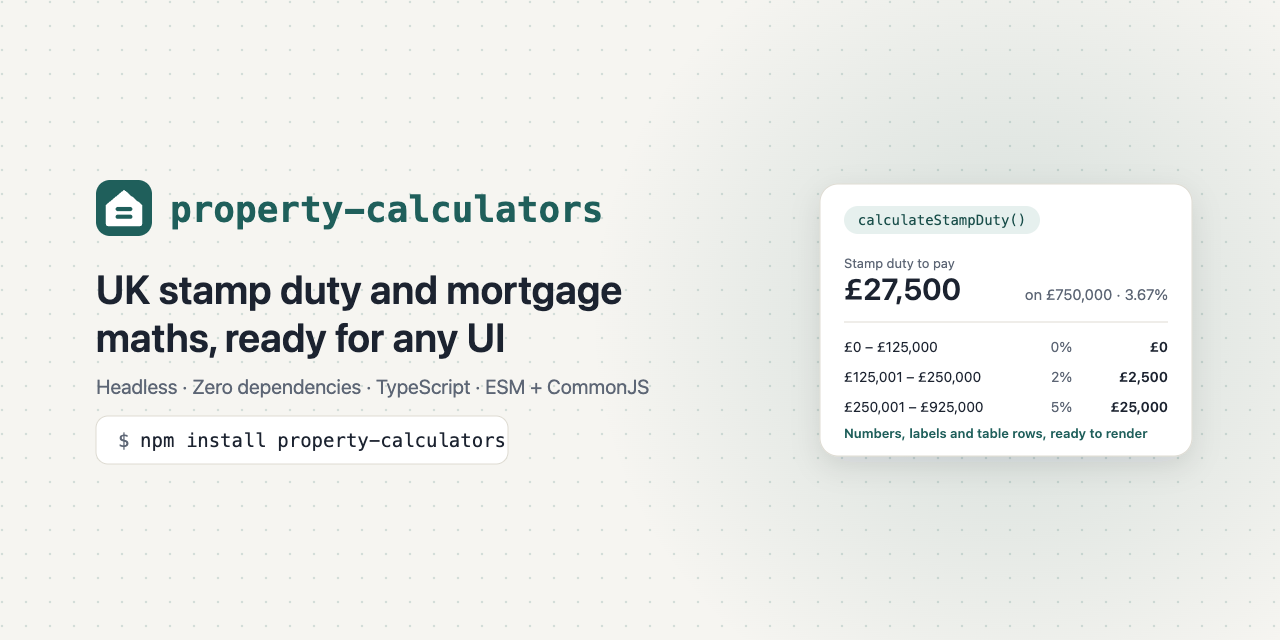 property-calculators
UK stamp duty and mortgage
maths, ready for any UI
Headless · Zero dependencies · TypeScript · ESM + CommonJS
$ npm install property-calculators
calculateStampDuty()
Stamp duty to pay
£27,500 on £750,000 · 3.67%
£0 – £125,000 0% £0
£125,001 – £250,000 2% £2,500
£250,001 – £925,000 5% £25,000
Numbers, labels and table rows, ready to render